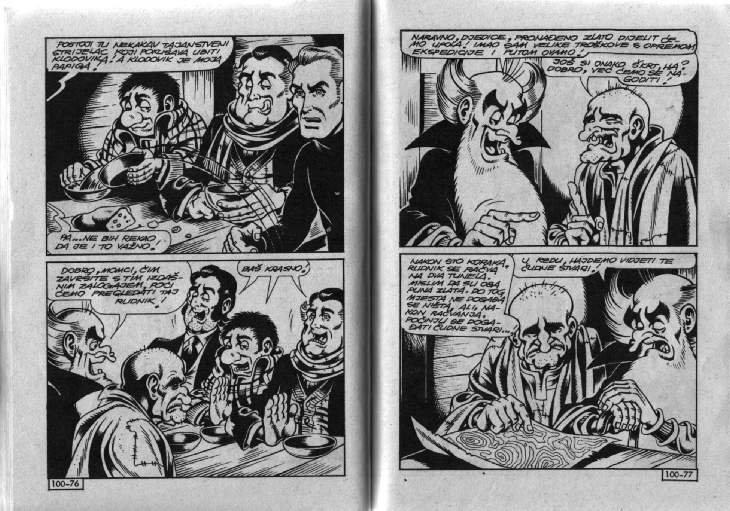 POSTOJI TU NEKAKAV TAJANSTVENI
STRIJELAC KOJI POKUŠAVA UBITI
KLODOVIKA! A KLODOVIK JE MOJA
PAPIGA!
PA...NE BIH REKAO
DA JE I TO VAŽNO!
DOBRO, MOMCI, ČIM
ZAVRŠITE S TIM IZDAŠ-
NIM ZALOGAJEM, POĆI
ĆEMO PREGLEDATI TAJ
RUDNIK!
BAŠ KRASNO!
100-76
NARAVNO, DJEDICE, PRONAĐENO ZLATO DIJELIT ĆE-
MO UPOLA! IMAO SAM VELIKE TROŠKOVE S OPREMOM
EKSPEDICIJE I PUTOM OVAMO!
JOŠ SI ONAKO ŠKRT, HA?
DOBRO, VEĆ ĆEMO SE NA-
GODITI!
NAKON STO KORAKA,
RUDNIK SE RAČVA
NA DVA TUNELA.
MISLIM DA SU OBA
PUNA ZLATA. DO TOG
MJESTA NE DOGAĐA
SE NIŠTA, ALI, NA-
KON RAČVANJA,
POČINJU SE DOGA-
ĐATI ČUDNE STVARI...
U REDU, HAJDEMO VIDJETI TE
ČUDNE STVARI!
100-77